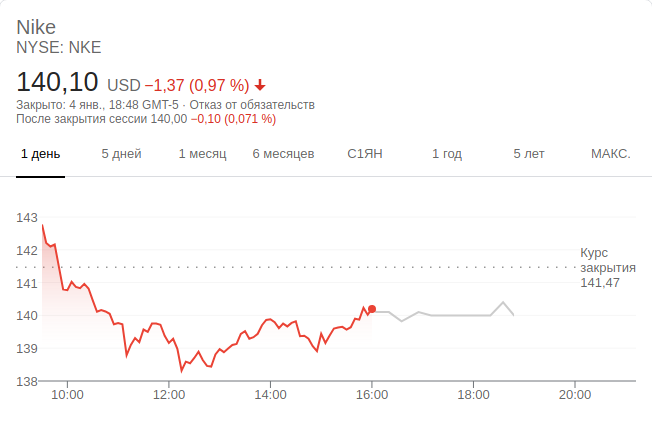 Nike
NYSE: NKE
140,10 USD −1,37 (0,97 %)
Закрыто: 4 янв., 18:48 GMT-5 · Отказ от обязательств
После закрытия сессии 140,00 −0,10 (0,071 %)
1 день 5 дней 1 месяц 6 месяцев С1ЯН 1 год 5 лет МАКС.
143
142
141
140
139
138
Курс
закрытия
141,47
10:00 12:00 14:00 16:00 18:00 20:00